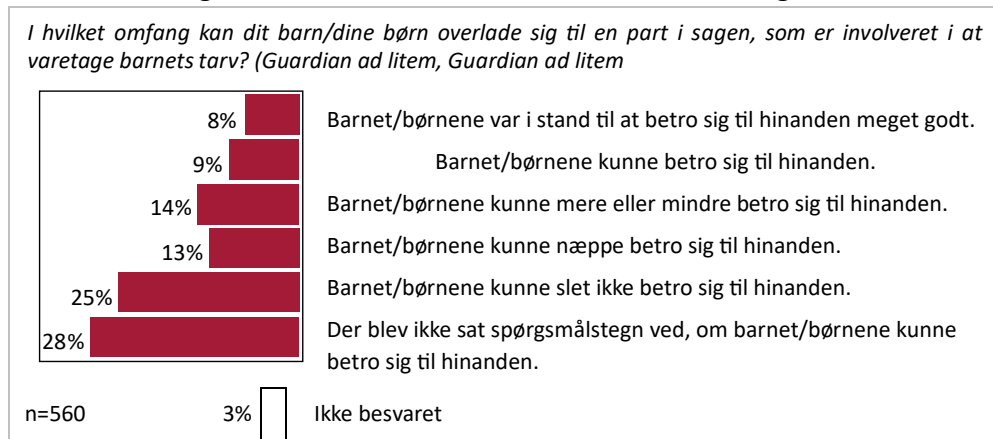 I hvilket omfang kan dit barn/dine børn overlade sig til en part i sagen, som er involveret i at
varetage barnets tarv? (Guardian ad litem, Guardian ad litem
8% Barnet/børnene var i stand til at betro sig til hinanden meget godt.
9% Barnet/børnene kunne betro sig til hinanden.
14% Barnet/børnene kunne mere eller mindre betro sig til hinanden.
13% Barnet/børnene kunne næppe betro sig til hinanden.
25% Barnet/børnene kunne slet ikke betro sig til hinanden.
28% Der blev ikke sat spørgsmålstegn ved, om barnet/børnene kunne
betro sig til hinanden.
n=560 3% Ikke besvaret